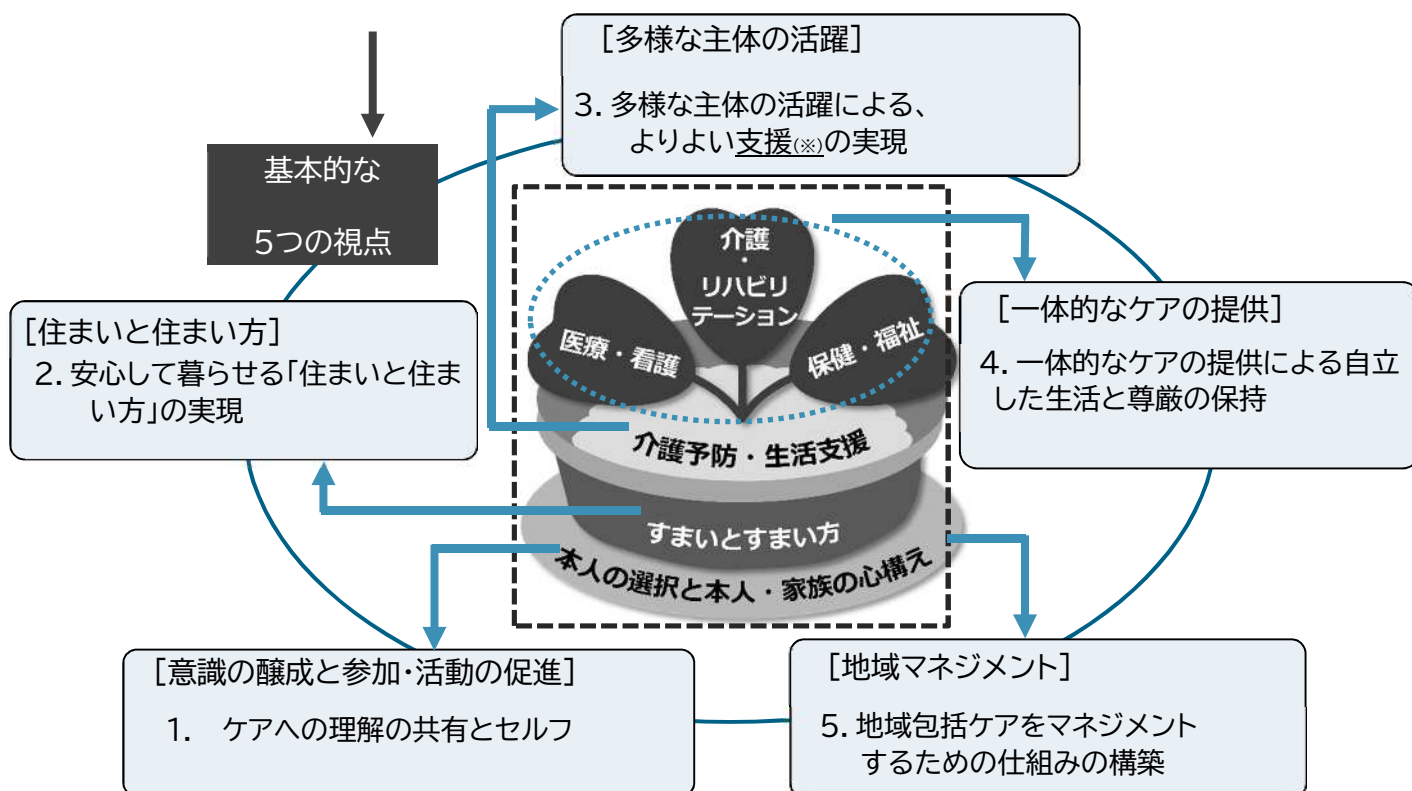 [多様な主体の活躍]
3. 多様な主体の活躍による、
よりよい支援(※)の実現
基本的な
5つの視点
介護
・
リハビリ
テーション
医療・看護
保健・福祉
介護予防・生活支援
すまいとすまい方
本人の選択と本人・家族の心構え
[住まいと住まい方]
2. 安心して暮らせる「住まいと住ま
い方」の実現
[一体的なケアの提供]
4. 一体的なケアの提供による自立
した生活と尊厳の保持
[意識の醸成と参加・活動の促進]
1. ケアへの理解の共有とセルフ
[地域マネジメント]
5. 地域包括ケアをマネジメント
するための仕組みの構築